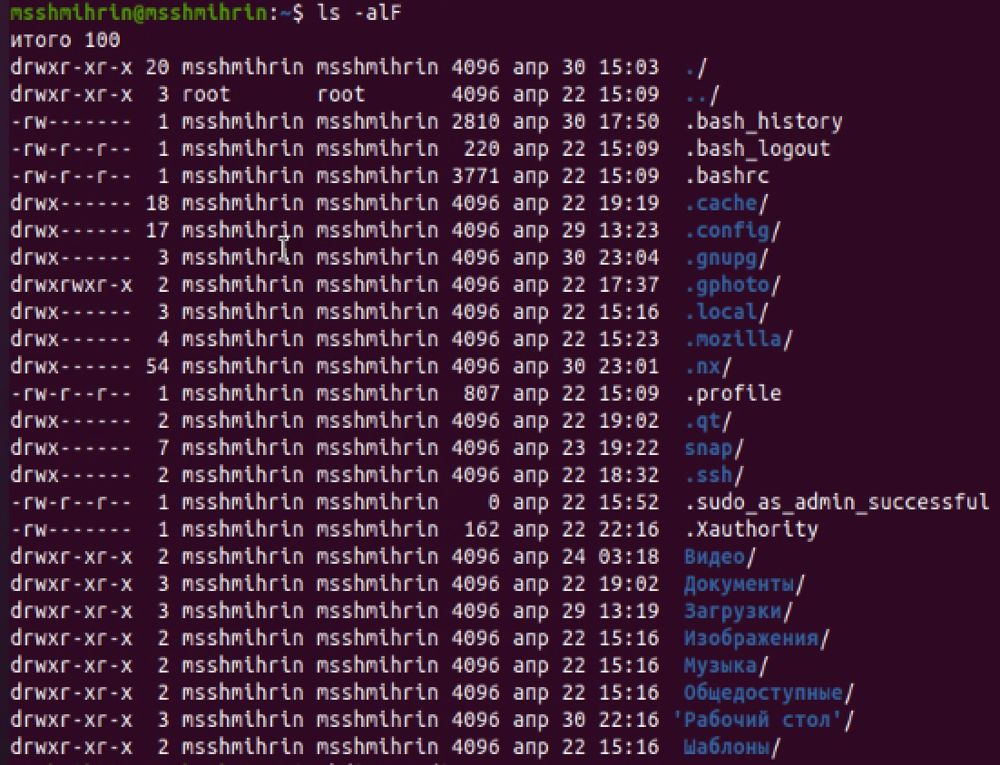 msshmihrin@msshmihrin:~$ ls -alF
итого 100
drwxr-xr-x 20 msshmihrin msshmihrin 4096 апр 30 15:03 ./
drwxr-xr-x 3 root root 4096 апр 22 15:09 ../
-rw------- 1 msshmihrin msshmihrin 2810 апр 30 17:50 .bash_history
-rw-r--r-- 1 msshmihrin msshmihrin 220 апр 22 15:09 .bash_logout
-rw-r--r-- 1 msshmihrin msshmihrin 3771 апр 22 15:09 .bashrc
drwx------ 18 msshmihrin msshmihrin 4096 апр 22 19:19 .cache/
drwx------ 17 msshmihrin msshmihrin 4096 апр 29 13:23 .config/
drwx------ 3 msshmihrin msshmihrin 4096 апр 30 23:04 .gnupg/
drwxrwxr-x 2 msshmihrin msshmihrin 4096 апр 22 17:37 .gphoto/
drwx------ 3 msshmihrin msshmihrin 4096 апр 22 15:16 .local/
drwx------ 4 msshmihrin msshmihrin 4096 апр 22 15:23 .mozilla/
drwx------ 54 msshmihrin msshmihrin 4096 апр 30 23:01 .nx/
-rw-r--r-- 1 msshmihrin msshmihrin 807 апр 22 15:09 .profile
drwx------ 2 msshmihrin msshmihrin 4096 апр 22 19:02 .qt/
drwx------ 7 msshmihrin msshmihrin 4096 апр 23 19:22 snap/
drwx------ 2 msshmihrin msshmihrin 4096 апр 22 18:32 .ssh/
-rw-r--r-- 1 msshmihrin msshmihrin 0 апр 22 15:52 .sudo_as_admin_successful
-rw------- 1 msshmihrin msshmihrin 162 апр 22 22:16 .Xauthority
drwxr-xr-x 2 msshmihrin msshmihrin 4096 апр 24 03:18 Видео/
drwxr-xr-x 3 msshmihrin msshmihrin 4096 апр 22 19:02 Документы/
drwxr-xr-x 3 msshmihrin msshmihrin 4096 апр 29 13:19 Загрузки/
drwxr-xr-x 2 msshmihrin msshmihrin 4096 апр 22 15:16 Изображения/
drwxr-xr-x 2 msshmihrin msshmihrin 4096 апр 22 15:16 Музыка/
drwxr-xr-x 2 msshmihrin msshmihrin 4096 апр 22 15:16 Общедоступные/
drwxr-xr-x 3 msshmihrin msshmihrin 4096 апр 30 22:16 'Рабочий стол'/
drwxr-xr-x 2 msshmihrin msshmihrin 4096 апр 22 15:16 Шаблоны/